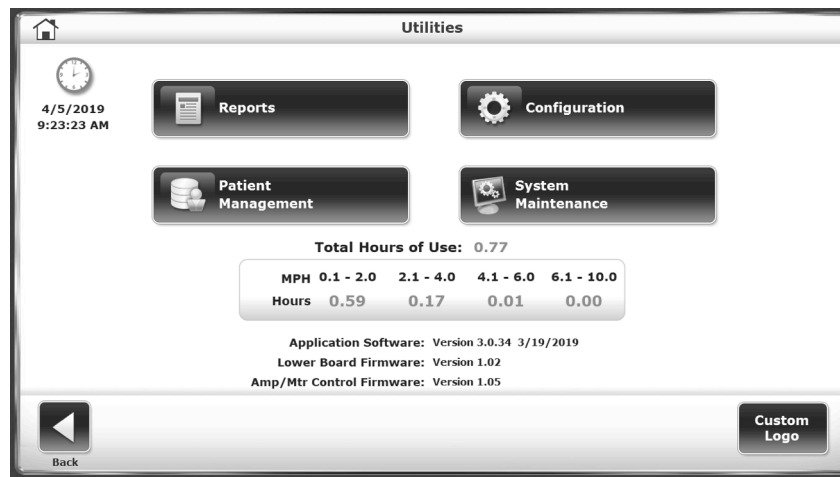 Utilities
4/5/2019
9:23:23 AM
Reports
Configuration
Patient
Management
System
Maintenance
Total Hours of Use: 0.77
MPH 0.1 - 2.0 2.1 - 4.0 4.1 - 6.0 6.1 - 10.0
Hours 0.59 0.17 0.01 0.00
Application Software: Version 3.0.34 3/19/2019
Lower Board Firmware: Version 1.02
Amp/Mtr Control Firmware: Version 1.05
Back
Custom
Logo